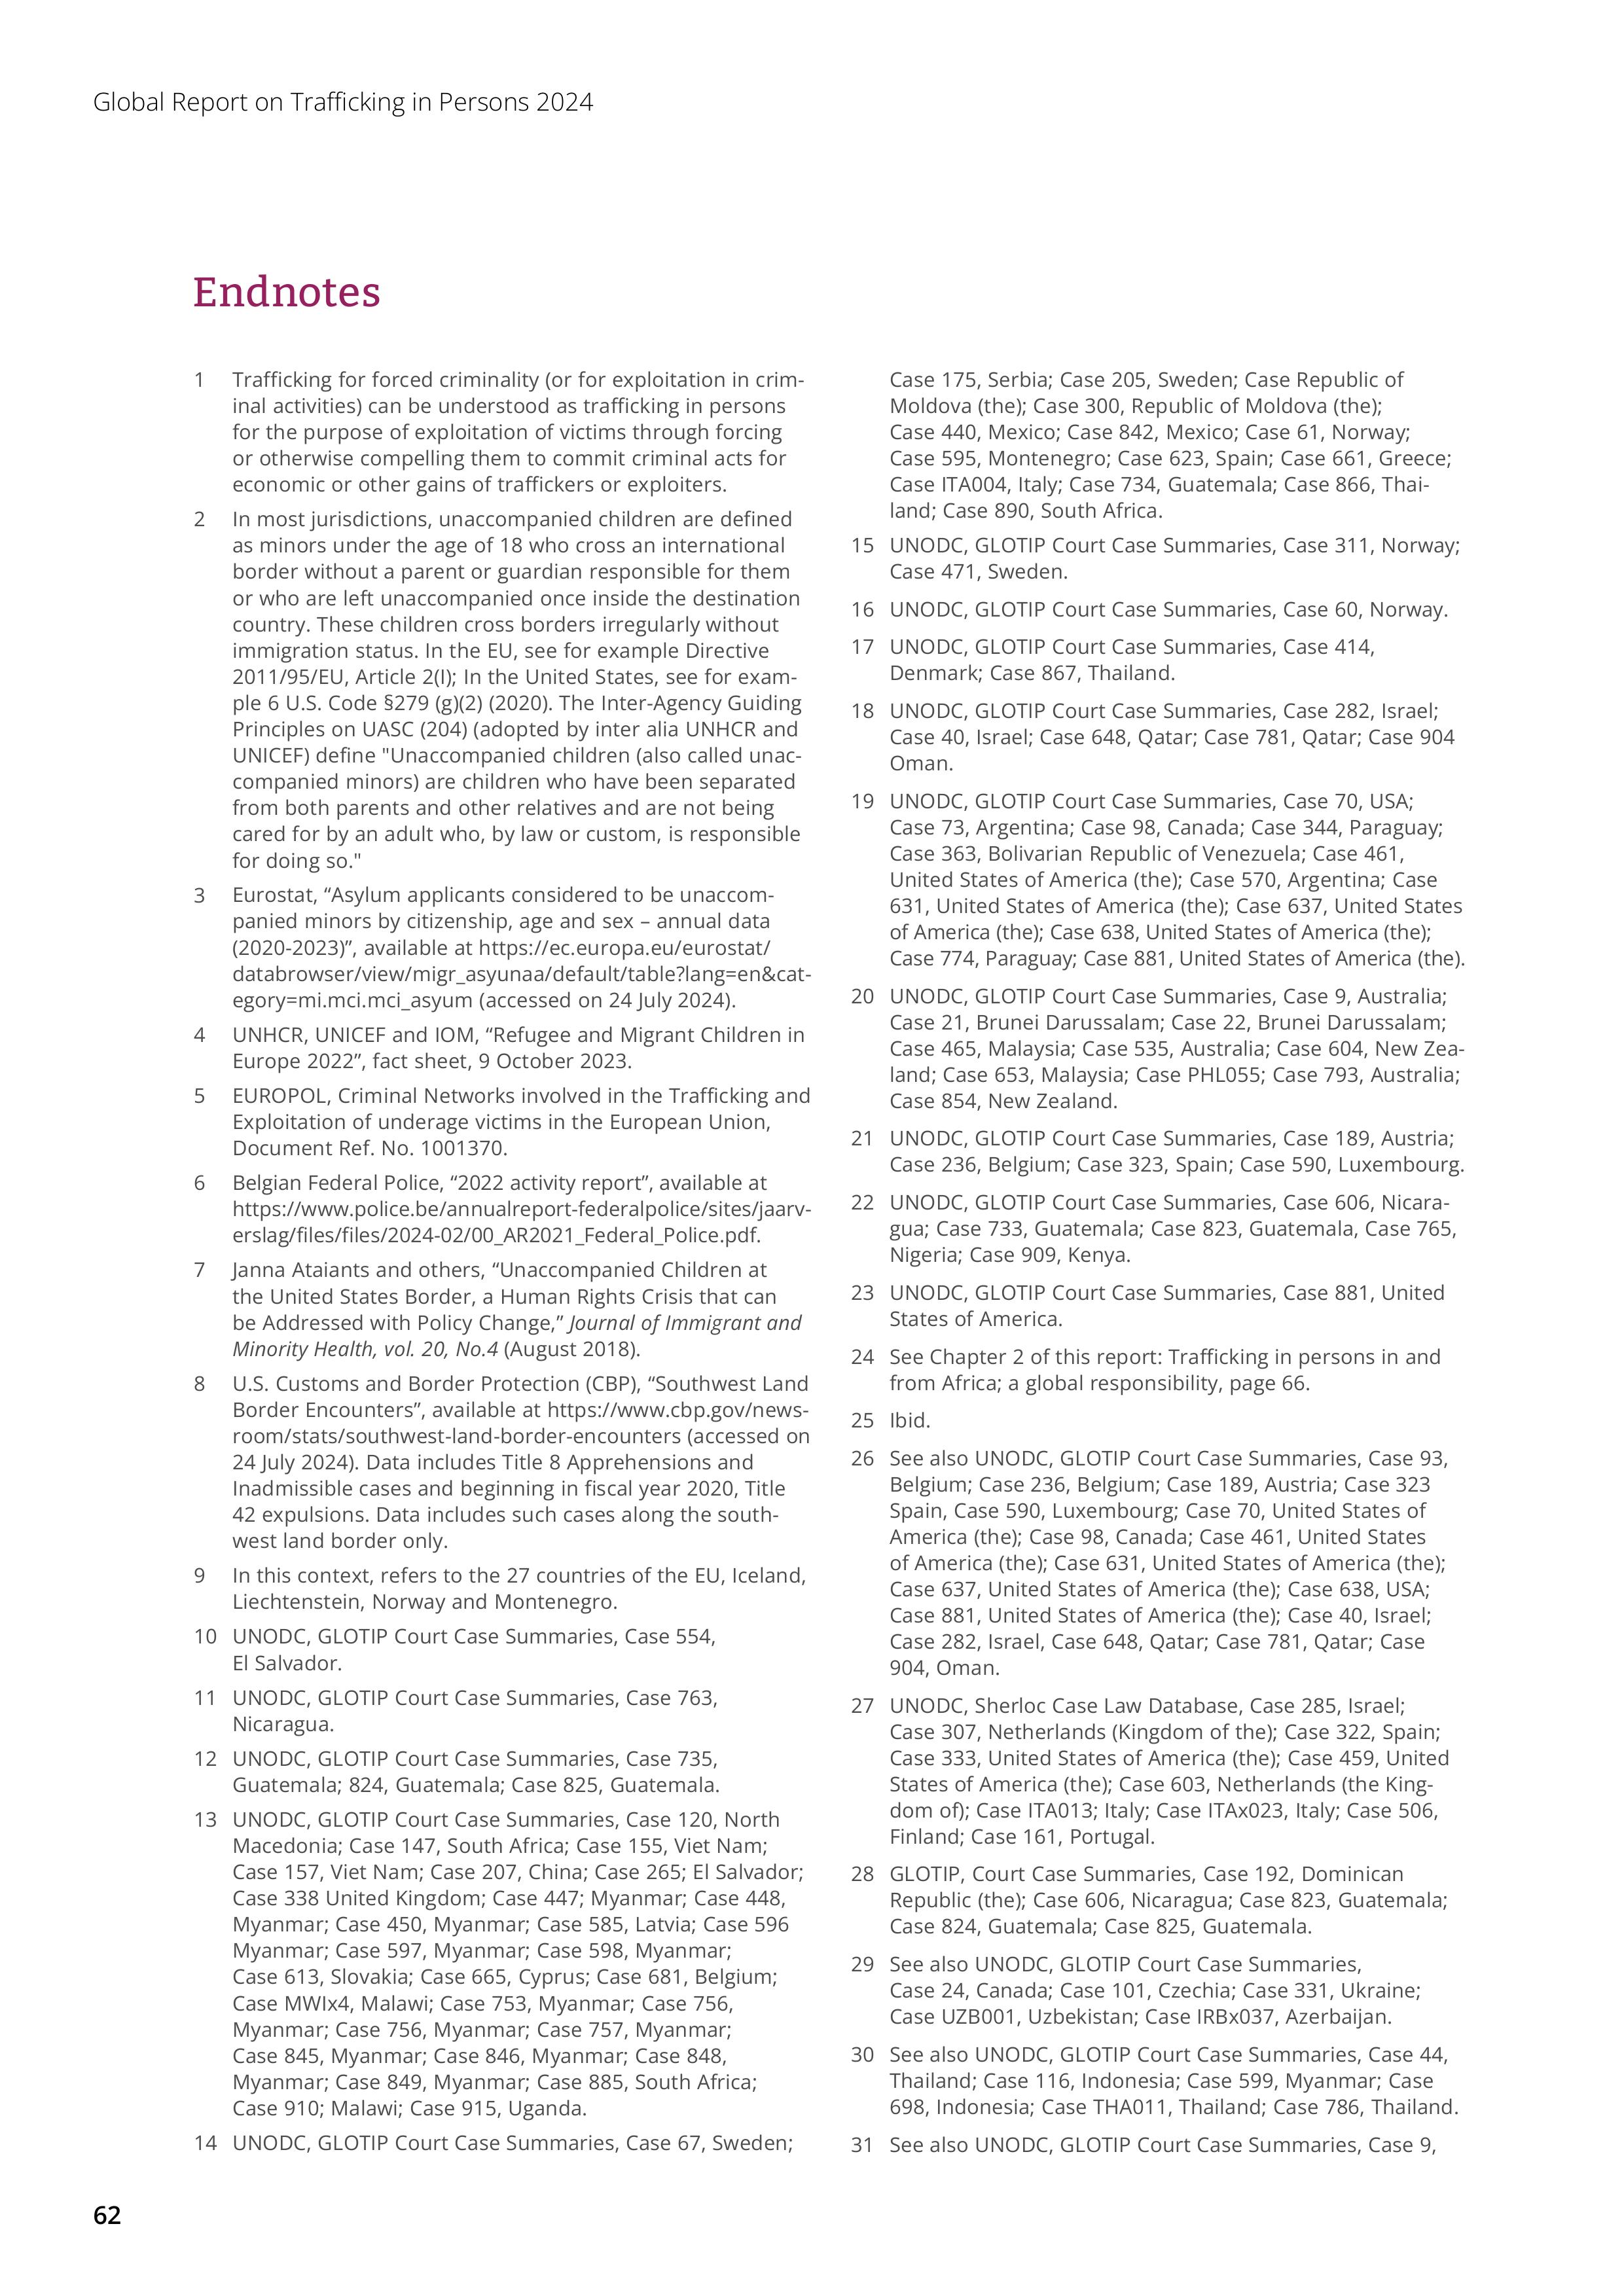 Global Report on Trafficking in Persons 2024
Endnotes
1 Trafficking for forced criminality (or for exploitation in crim-
inal activities) can be understood as trafficking in persons
for the purpose of exploitation of victims through forcing
or otherwise compelling them to commit criminal acts for
economic or other gains of traffickers or exploiters.
2 In most jurisdictions, unaccompanied children are defined
as minors under the age of 18 who cross an international
border without a parent or guardian responsible for them
or who are left unaccompanied once inside the destination
country. These children cross borders irregularly without
immigration status. In the EU, see for example Directive
2011/95/EU, Article 2(I); In the United States, see for exam-
ple 6 U.S. Code §279 (g)(2) (2020). The Inter-Agency Guiding
Principles on UASC (204) (adopted by inter alia UNHCR and
UNICEF) define "Unaccompanied children (also called unac-
companied minors) are children who have been separated
from both parents and other relatives and are not being
cared for by an adult who, by law or custom, is responsible
for doing so."
3 Eurostat, “Asylum applicants considered to be unaccom-
panied minors by citizenship, age and sex – annual data
(2020-2023)”, available at https://ec.europa.eu/eurostat/
databrowser/view/migr_asyunaa/default/table?lang=en&cat-
egory=mi.mci.mci_asyum (accessed on 24 July 2024).
4 UNHCR, UNICEF and IOM, “Refugee and Migrant Children in
Europe 2022”, fact sheet, 9 October 2023.
5 EUROPOL, Criminal Networks involved in the Trafficking and
Exploitation of underage victims in the European Union,
Document Ref. No. 1001370.
6 Belgian Federal Police, “2022 activity report”, available at
https://www.police.be/annualreport-federalpolice/sites/jaarv-
erslag/files/files/2024-02/00_AR2021_Federal_Police.pdf.
7 Janna Ataiants and others, “Unaccompanied Children at
the United States Border, a Human Rights Crisis that can
be Addressed with Policy Change,” Journal of Immigrant and
Minority Health, vol. 20, No.4 (August 2018).
8 U.S. Customs and Border Protection (CBP), “Southwest Land
Border Encounters”, available at https://www.cbp.gov/news-
room/stats/southwest-land-border-encounters (accessed on
24 July 2024). Data includes Title 8 Apprehensions and
Inadmissible cases and beginning in fiscal year 2020, Title
42 expulsions. Data includes such cases along the south-
west land border only.
9 In this context, refers to the 27 countries of the EU, Iceland,
Liechtenstein, Norway and Montenegro.
10 UNODC, GLOTIP Court Case Summaries, Case 554,
El Salvador.
11 UNODC, GLOTIP Court Case Summaries, Case 763,
Nicaragua.
12 UNODC, GLOTIP Court Case Summaries, Case 735,
Guatemala; 824, Guatemala; Case 825, Guatemala.
13 UNODC, GLOTIP Court Case Summaries, Case 120, North
Macedonia; Case 147, South Africa; Case 155, Viet Nam;
Case 157, Viet Nam; Case 207, China; Case 265; El Salvador;
Case 338 United Kingdom; Case 447; Myanmar; Case 448,
Myanmar; Case 450, Myanmar; Case 585, Latvia; Case 596
Myanmar; Case 597, Myanmar; Case 598, Myanmar;
Case 613, Slovakia; Case 665, Cyprus; Case 681, Belgium;
Case MWIx4, Malawi; Case 753, Myanmar; Case 756,
Myanmar; Case 756, Myanmar; Case 757, Myanmar;
Case 845, Myanmar; Case 846, Myanmar; Case 848,
Myanmar; Case 849, Myanmar; Case 885, South Africa;
Case 910; Malawi; Case 915, Uganda.
14 UNODC, GLOTIP Court Case Summaries, Case 67, Sweden;
Case 175, Serbia; Case 205, Sweden; Case Republic of
Moldova (the); Case 300, Republic of Moldova (the);
Case 440, Mexico; Case 842, Mexico; Case 61, Norway;
Case 595, Montenegro; Case 623, Spain; Case 661, Greece;
Case ITA004, Italy; Case 734, Guatemala; Case 866, Thai-
land; Case 890, South Africa.
15 UNODC, GLOTIP Court Case Summaries, Case 311, Norway;
Case 471, Sweden.
16 UNODC, GLOTIP Court Case Summaries, Case 60, Norway.
17 UNODC, GLOTIP Court Case Summaries, Case 414,
Denmark; Case 867, Thailand.
18 UNODC, GLOTIP Court Case Summaries, Case 282, Israel;
Case 40, Israel; Case 648, Qatar; Case 781, Qatar; Case 904
Oman.
19 UNODC, GLOTIP Court Case Summaries, Case 70, USA;
Case 73, Argentina; Case 98, Canada; Case 344, Paraguay;
Case 363, Bolivarian Republic of Venezuela; Case 461,
United States of America (the); Case 570, Argentina; Case
631, United States of America (the); Case 637, United States
of America (the); Case 638, United States of America (the);
Case 774, Paraguay; Case 881, United States of America (the).
20 UNODC, GLOTIP Court Case Summaries, Case 9, Australia;
Case 21, Brunei Darussalam; Case 22, Brunei Darussalam;
Case 465, Malaysia; Case 535, Australia; Case 604, New Zea-
land; Case 653, Malaysia; Case PHL055; Case 793, Australia;
Case 854, New Zealand.
21 UNODC, GLOTIP Court Case Summaries, Case 189, Austria;
Case 236, Belgium; Case 323, Spain; Case 590, Luxembourg.
22 UNODC, GLOTIP Court Case Summaries, Case 606, Nicara-
gua; Case 733, Guatemala; Case 823, Guatemala, Case 765,
Nigeria; Case 909, Kenya.
23 UNODC, GLOTIP Court Case Summaries, Case 881, United
States of America.
24 See Chapter 2 of this report: Trafficking in persons in and
from Africa; a global responsibility, page 66.
25 Ibid.
26 See also UNODC, GLOTIP Court Case Summaries, Case 93,
Belgium; Case 236, Belgium; Case 189, Austria; Case 323
Spain, Case 590, Luxembourg; Case 70, United States of
America (the); Case 98, Canada; Case 461, United States
of America (the); Case 631, United States of America (the);
Case 637, United States of America (the); Case 638, USA;
Case 881, United States of America (the); Case 40, Israel;
Case 282, Israel, Case 648, Qatar; Case 781, Qatar; Case
904, Oman.
27 UNODC, Sherloc Case Law Database, Case 285, Israel;
Case 307, Netherlands (Kingdom of the); Case 322, Spain;
Case 333, United States of America (the); Case 459, United
States of America (the); Case 603, Netherlands (the King-
dom of); Case ITA013; Italy; Case ITAx023, Italy; Case 506,
Finland; Case 161, Portugal.
28 GLOTIP, Court Case Summaries, Case 192, Dominican
Republic (the); Case 606, Nicaragua; Case 823, Guatemala;
Case 824, Guatemala; Case 825, Guatemala.
29 See also UNODC, GLOTIP Court Case Summaries,
Case 24, Canada; Case 101, Czechia; Case 331, Ukraine;
Case UZB001, Uzbekistan; Case IRBx037, Azerbaijan.
30 See also UNODC, GLOTIP Court Case Summaries, Case 44,
Thailand; Case 116, Indonesia; Case 599, Myanmar; Case
698, Indonesia; Case THA011, Thailand; Case 786, Thailand.
31 See also UNODC, GLOTIP Court Case Summaries, Case 9,
62